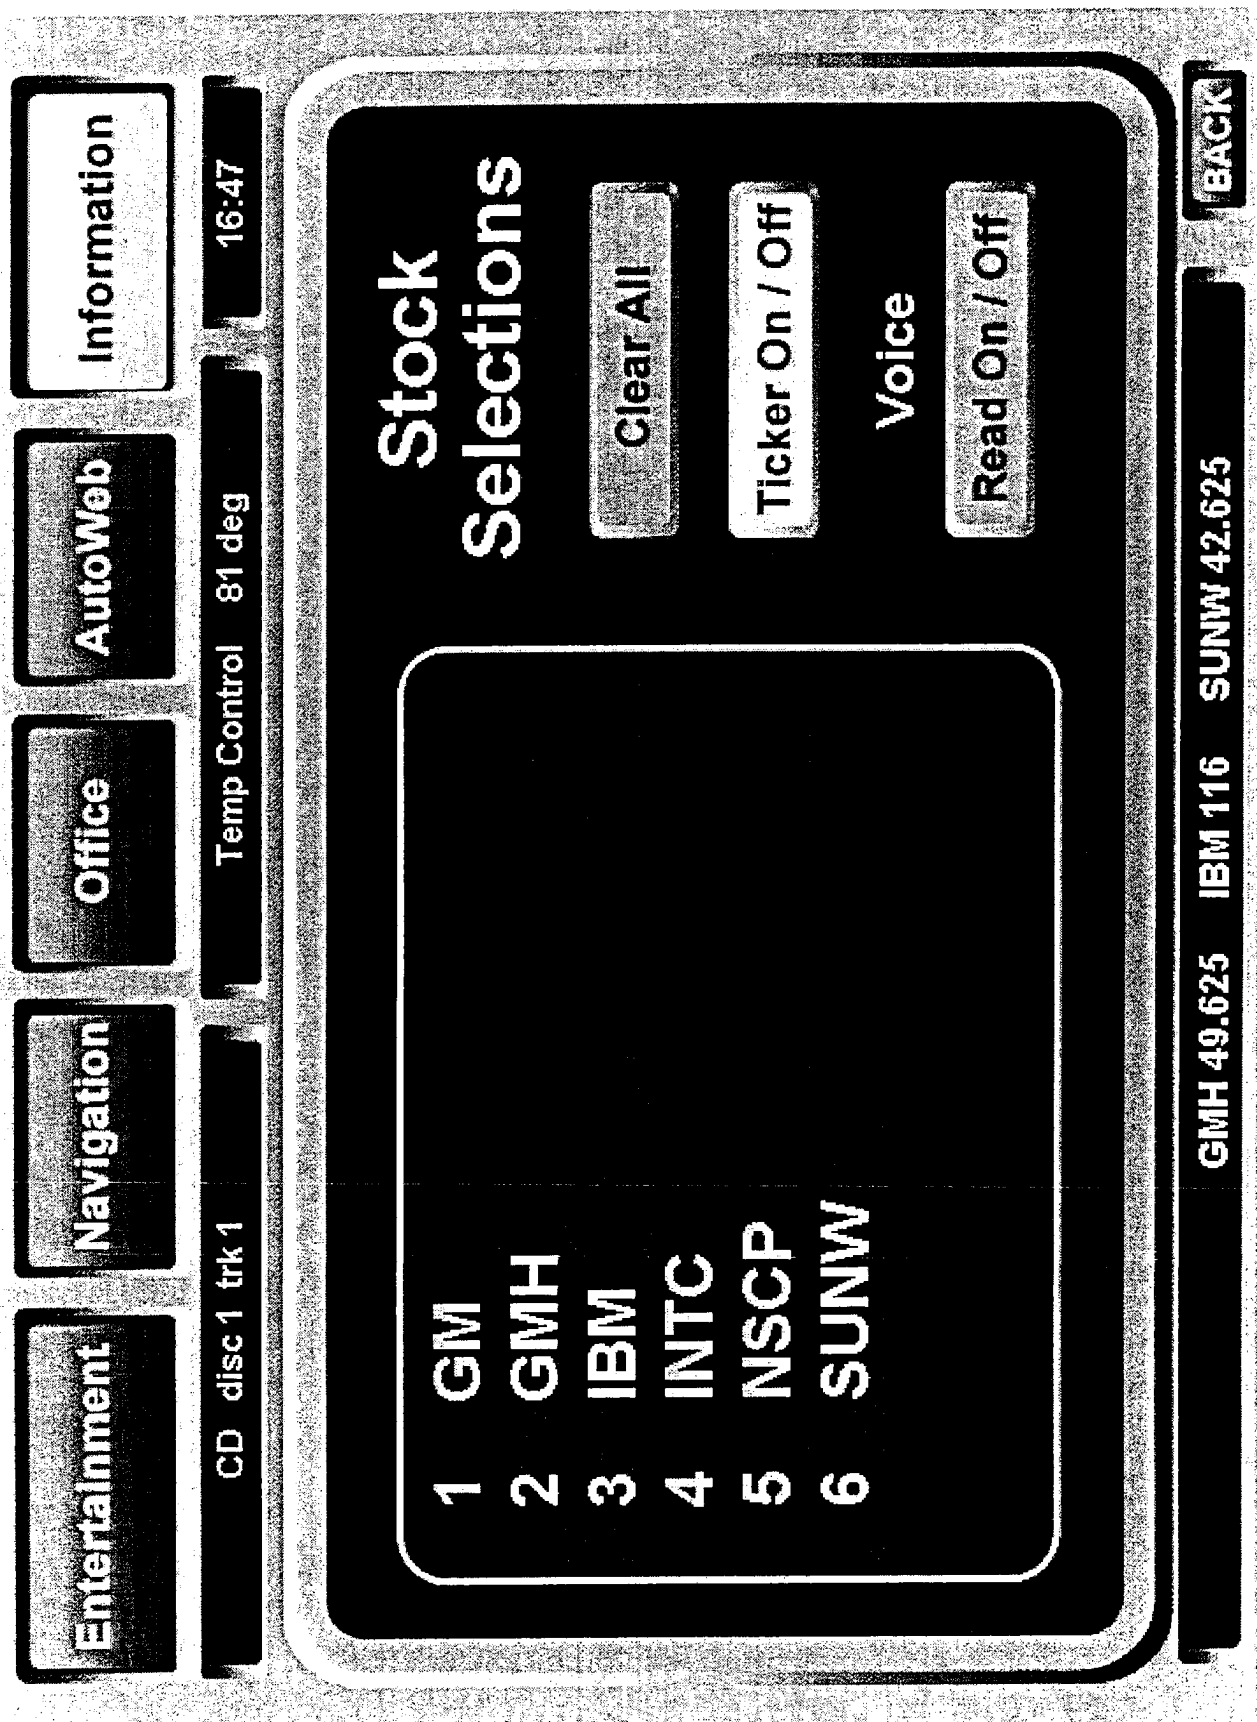 Entertainment Navigation Office AutoWeb Information
CD disc 1 trk 1 Temp Control 81 deg 16:47
Stock
Selections
1 GM
2 GMH
3 IBM
4 INTC
5 NSCP
6 SUNW
Clear All
Ticker On / Off
Voice
Read On / Off
GMH 49.625 IBM 116 SUNW 42.625 BACK